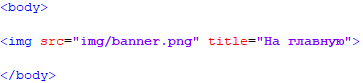 <body>
<img src="img/banner.png" title="На главную">
</body>